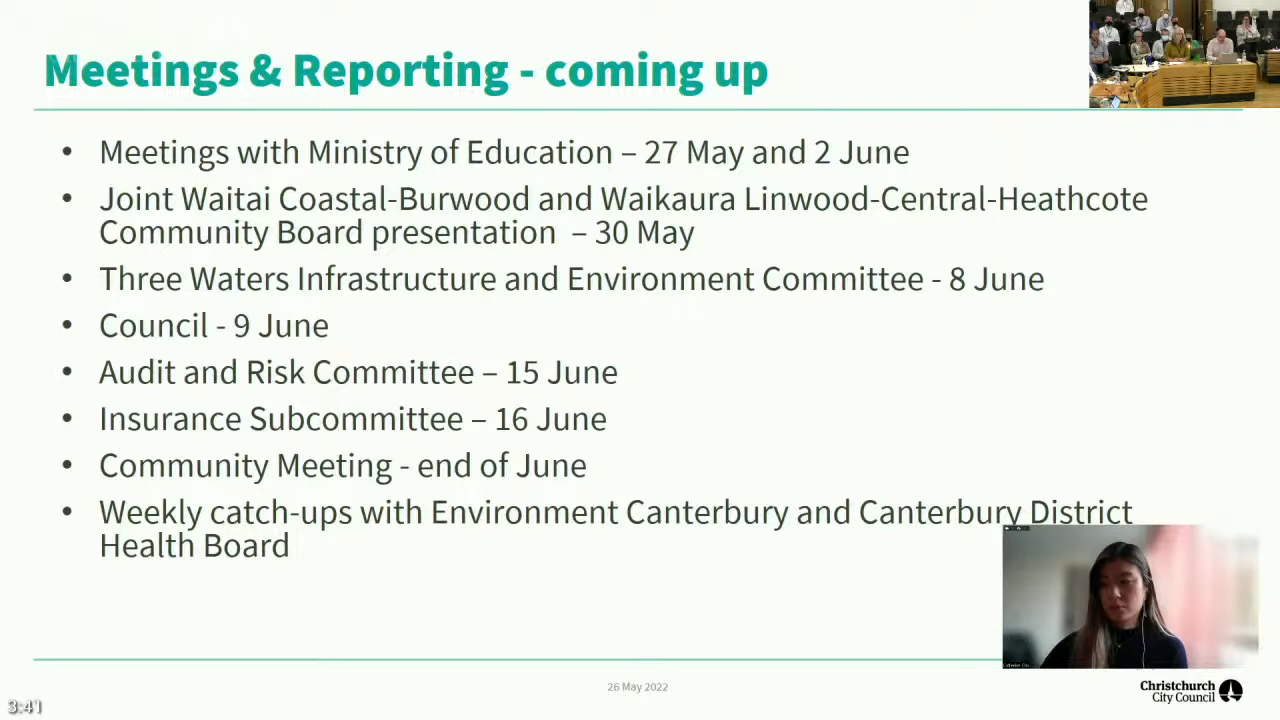 Meetings & Reporting - coming up
• Meetings with Ministry of Education – 27 May and 2 June
• Joint Waitai Coastal-Burwood and Waikaura Linwood-Central-Heathcote
Community Board presentation – 30 May
• Three Waters Infrastructure and Environment Committee - 8 June
• Council - 9 June
• Audit and Risk Committee – 15 June
• Insurance Subcommittee – 16 June
• Community Meeting - end of June
• Weekly catch-ups with Environment Canterbury and Canterbury District
Health Board
26 May 2022
Christchurch
City Council
3:41